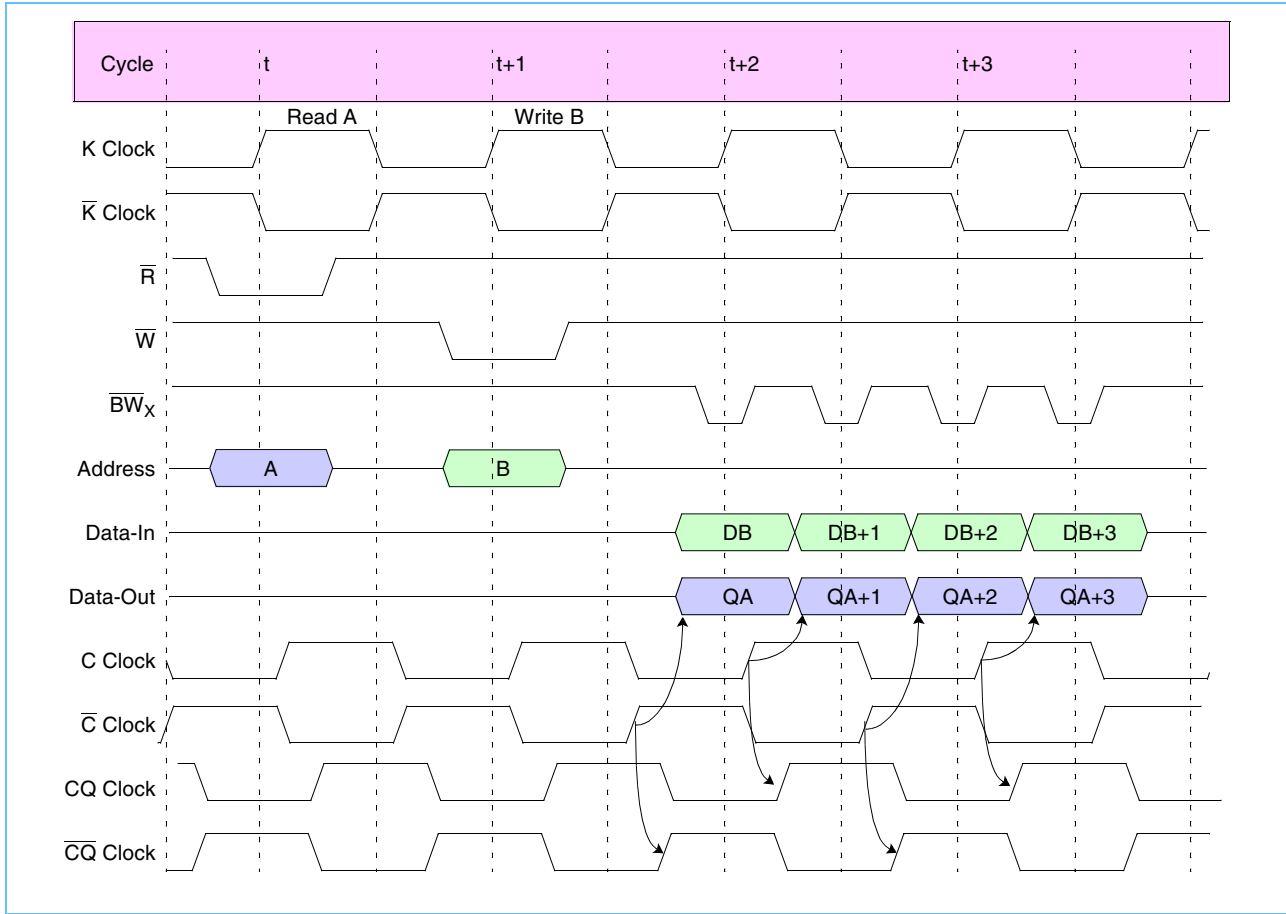 Cycle t t+1 t+2 t+3
Read A Write B
K Clock
K̅ Clock
R̅
W̅
B̅W̅X
Address A B
Data-In DB DB+1 DB+2 DB+3
Data-Out QA QA+1 QA+2 QA+3
C Clock
C̅ Clock
CQ Clock
C̅Q̅ Clock